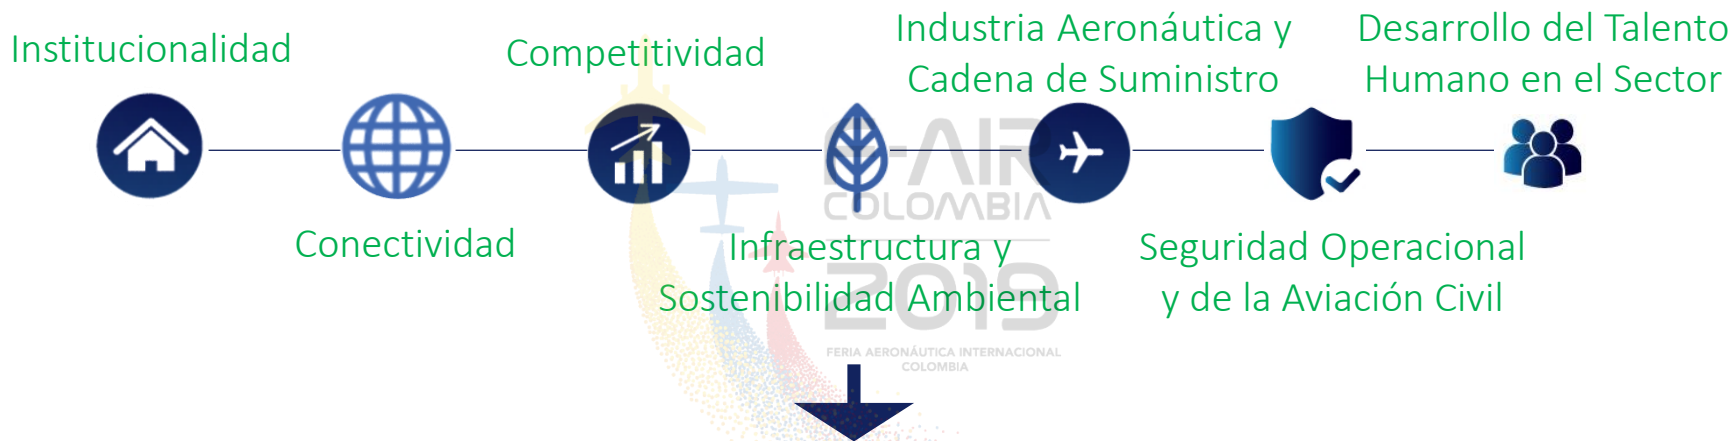 Institucionalidad
Conectividad
Competitividad
Infraestructura y
Sostenibilidad Ambiental
Industria Aeronáutica y
Cadena de Suministro
Seguridad Operacional
y de la Aviación Civil
Desarrollo del Talento
Humano en el Sector
F-AIR
COLOMBIA
2019
FERIA AERONÁUTICA INTERNACIONAL
COLOMBIA